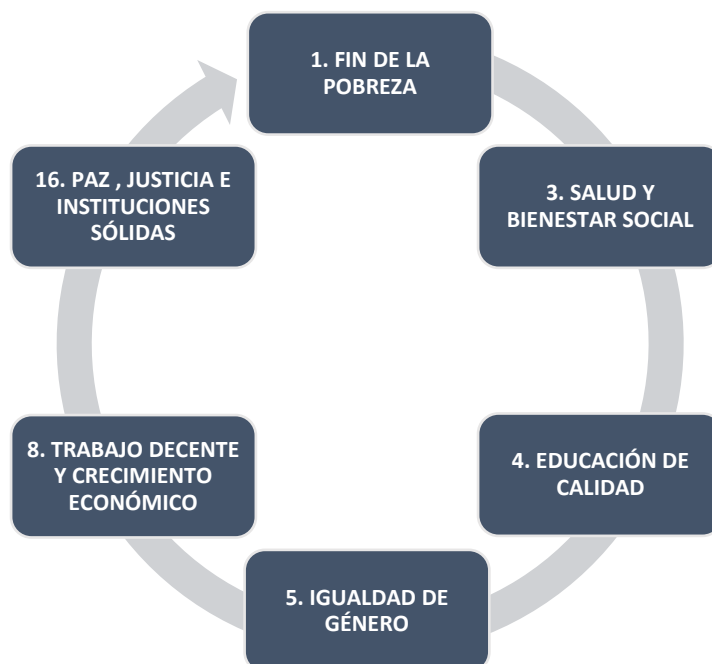 1. FIN DE LA
POBREZA
3. SALUD Y
BIENESTAR SOCIAL
4. EDUCACIÓN DE
CALIDAD
5. IGUALDAD DE
GÉNERO
8. TRABAJO DECENTE
Y CRECIMIENTO
ECONÓMICO
16. PAZ , JUSTICIA E
INSTITUCIONES
SÓLIDAS